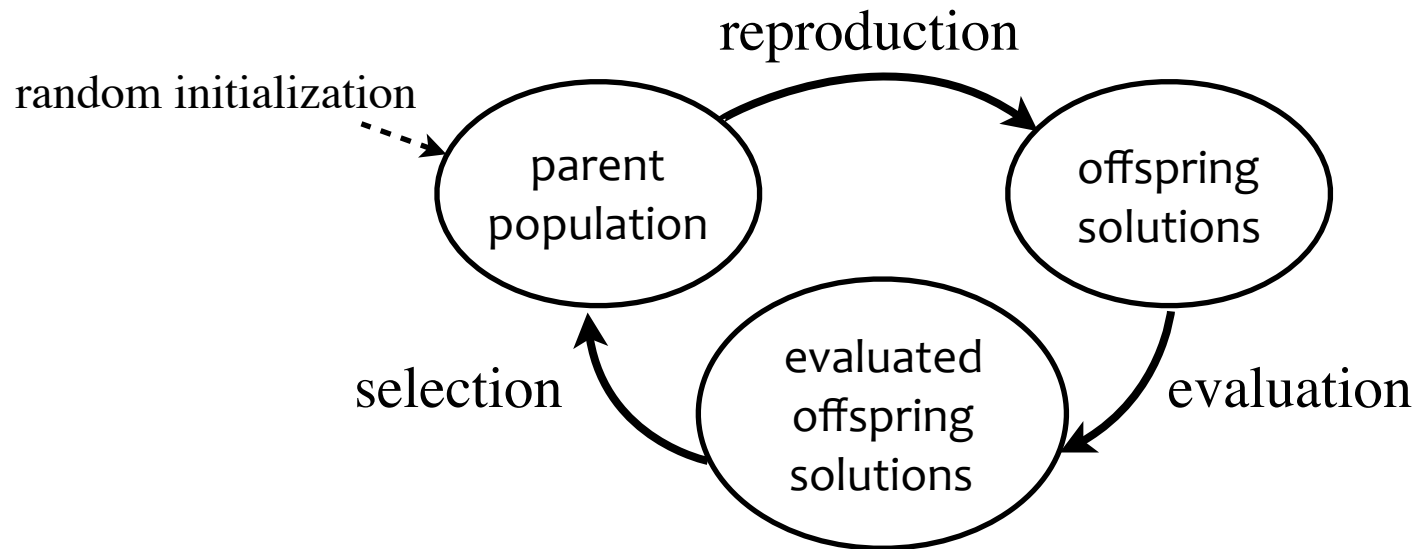 reproduction
random initialization
parent
population
offspring
solutions
selection
evaluated
offspring
solutions
evaluation